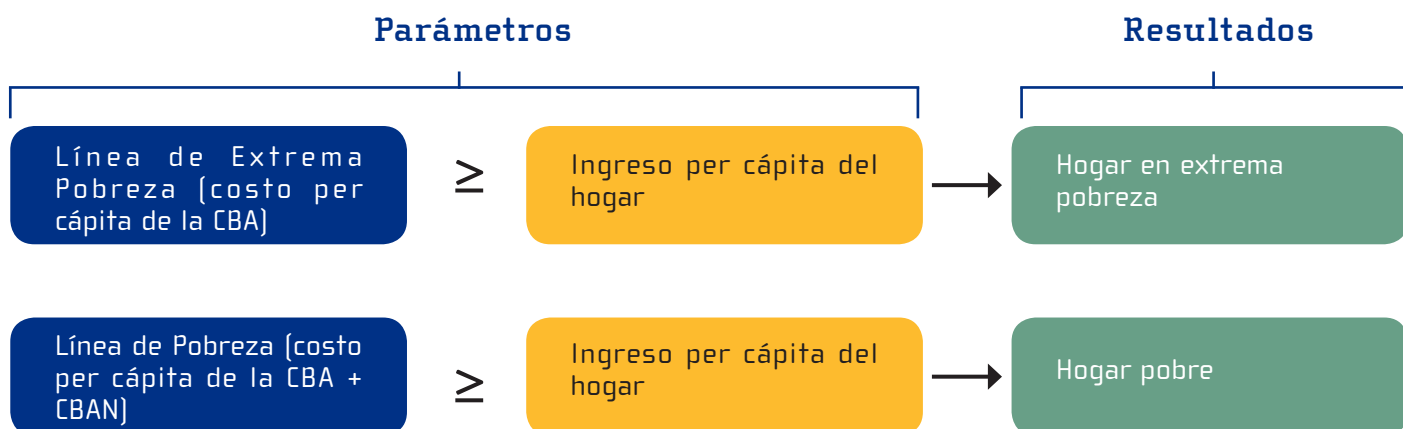 Parámetros
Resultados
Línea de Extrema
Pobreza (costo per
cápita de la CBA)
≥
Ingreso per cápita del
hogar
Hogar en extrema
pobreza
Línea de Pobreza (costo
per cápita de la CBA +
CBAN)
≥
Ingreso per cápita del
hogar
Hogar pobre